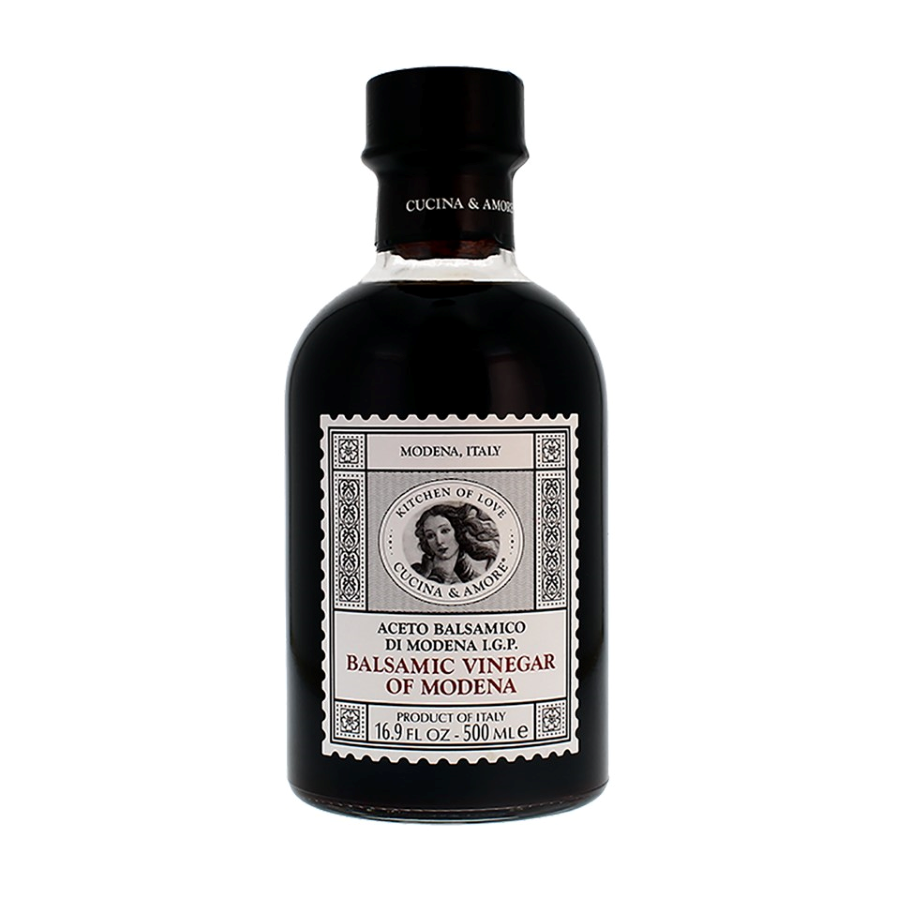 CUCINA & AMORE
MODENA, ITALY
KITCHEN OF LOVE
CUCINA & AMORE®
ACETO BALSAMICO
DI MODENA I.G.P.
BALSAMIC VINEGAR
OF MODENA
PRODUCT OF ITALY
16.9 FL OZ - 500 ML e